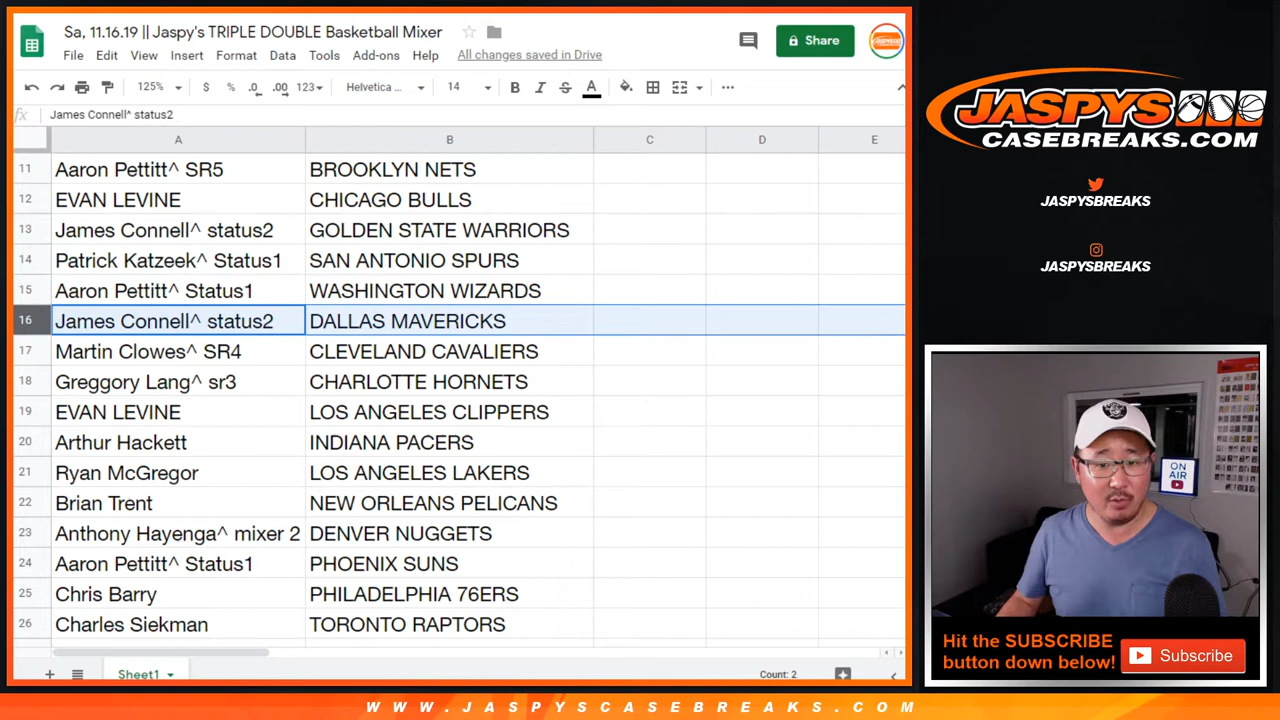 Sa, 11.16.19 || Jaspy's TRIPLE DOUBLE Basketball Mixer
File Edit View Insert Format Data Tools Add-ons Help All changes saved in Drive
Share
125% $ % .0 .00 123 Helvetica ... 14 B I S A
fx James Connell^ status2
A B C D E
11 Aaron Pettitt^ SR5 BROOKLYN NETS
12 EVAN LEVINE CHICAGO BULLS
13 James Connell^ status2 GOLDEN STATE WARRIORS
14 Patrick Katzeek^ Status1 SAN ANTONIO SPURS
15 Aaron Pettitt^ Status1 WASHINGTON WIZARDS
16 James Connell^ status2 DALLAS MAVERICKS
17 Martin Clowes^ SR4 CLEVELAND CAVALIERS
18 Greggory Lang^ sr3 CHARLOTTE HORNETS
19 EVAN LEVINE LOS ANGELES CLIPPERS
20 Arthur Hackett INDIANA PACERS
21 Ryan McGregor LOS ANGELES LAKERS
22 Brian Trent NEW ORLEANS PELICANS
23 Anthony Hayenga^ mixer 2 DENVER NUGGETS
24 Aaron Pettitt^ Status1 PHOENIX SUNS
25 Chris Barry PHILADELPHIA 76ERS
26 Charles Siekman TORONTO RAPTORS
Sheet1
Count: 2
JASPYS
CASEBREAKS.COM
JASPYSBREAKS
JASPYSBREAKS
ON
AIR
Hit the SUBSCRIBE
button down below!
Subscribe
WWW.JASPYSCASEBREAKS.COM